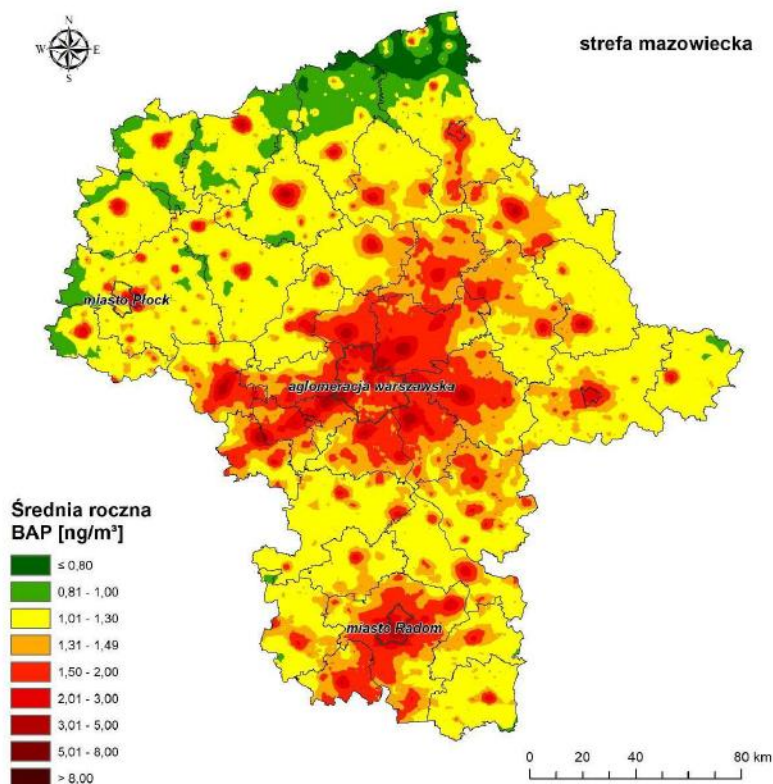 N
W E
S
strefa mazowiecka
miasto Płock
aglomeracja warszawska
miasto Radom
Średnia roczna
BAP [ng/m³]
≤ 0,80
0,81 - 1,00
1,01 - 1,30
1,31 - 1,49
1,50 - 2,00
2,01 - 3,00
3,01 - 5,00
5,01 - 8,00
> 8,00
0 20 40 80 km